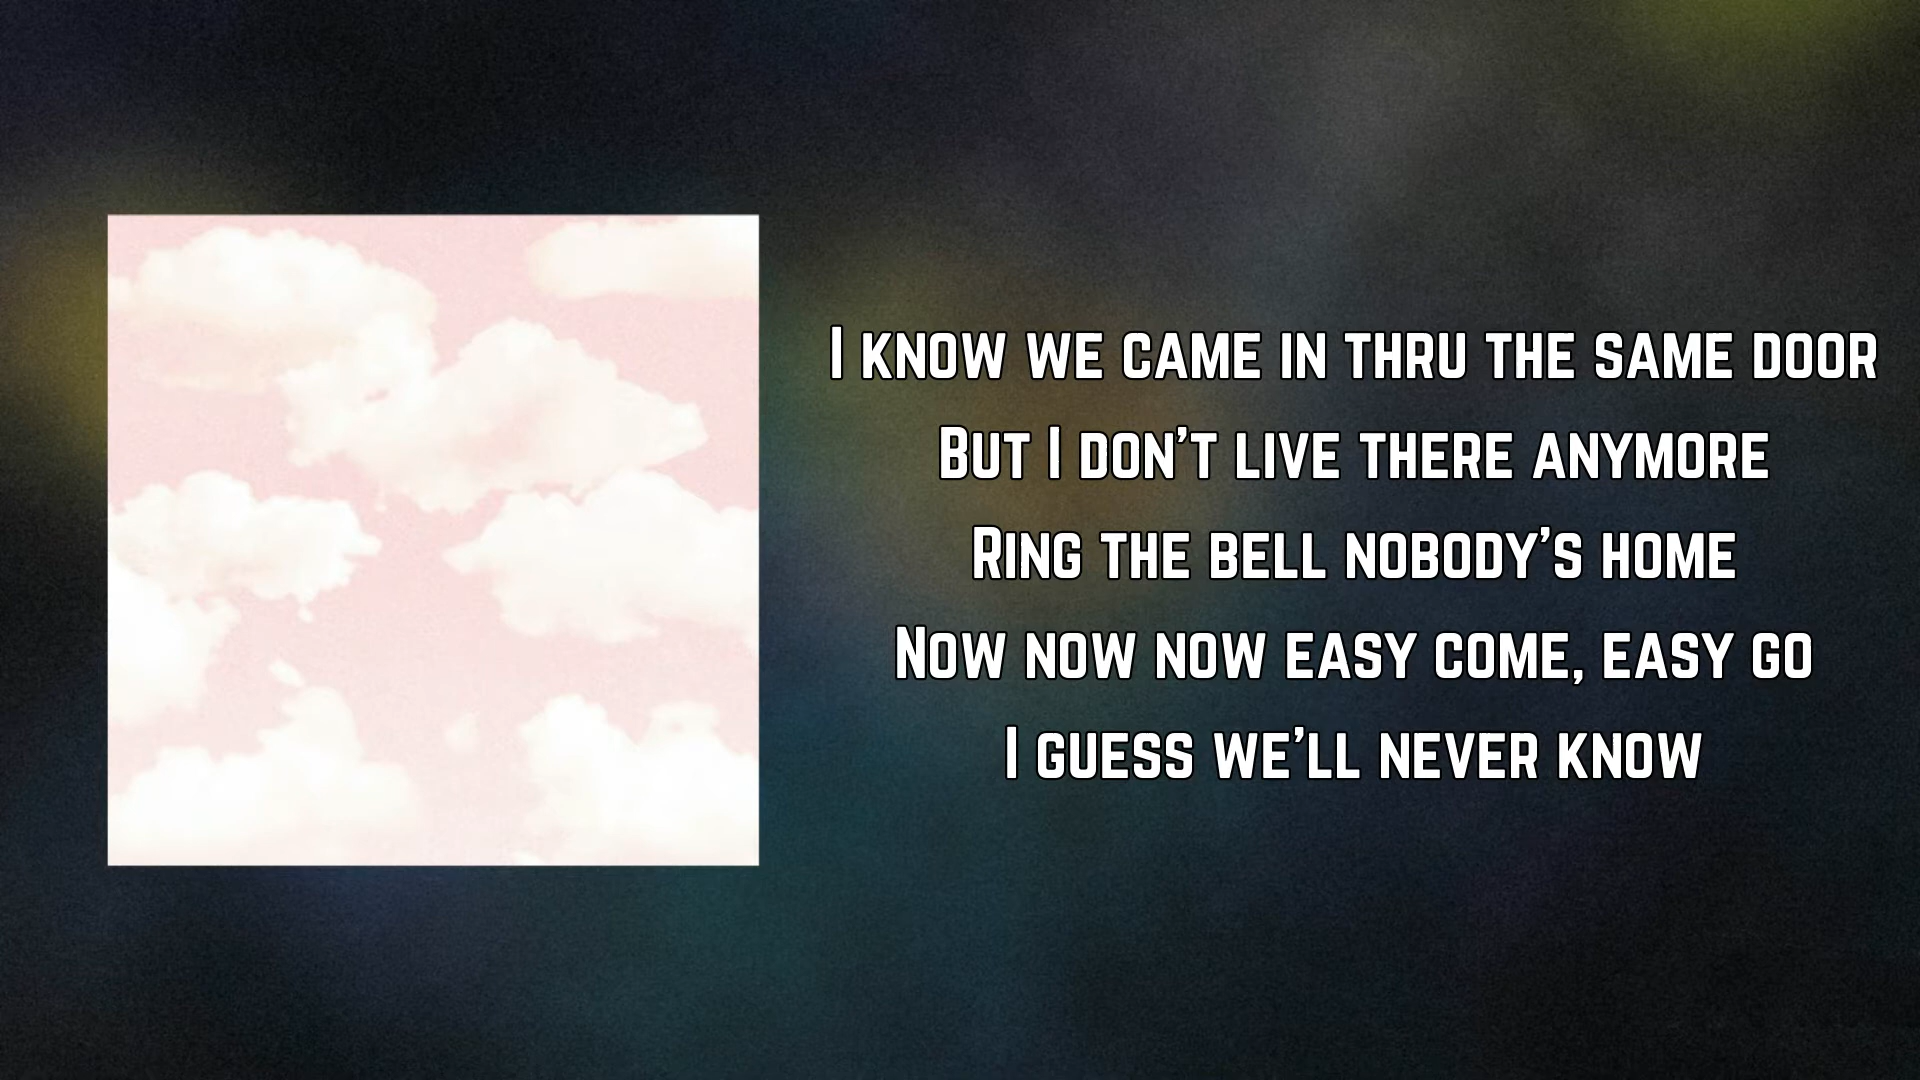 I know we came in thru the same door
But I don't live there anymore
Ring the bell nobody's home
Now now now easy come, easy go
I guess we'll never know